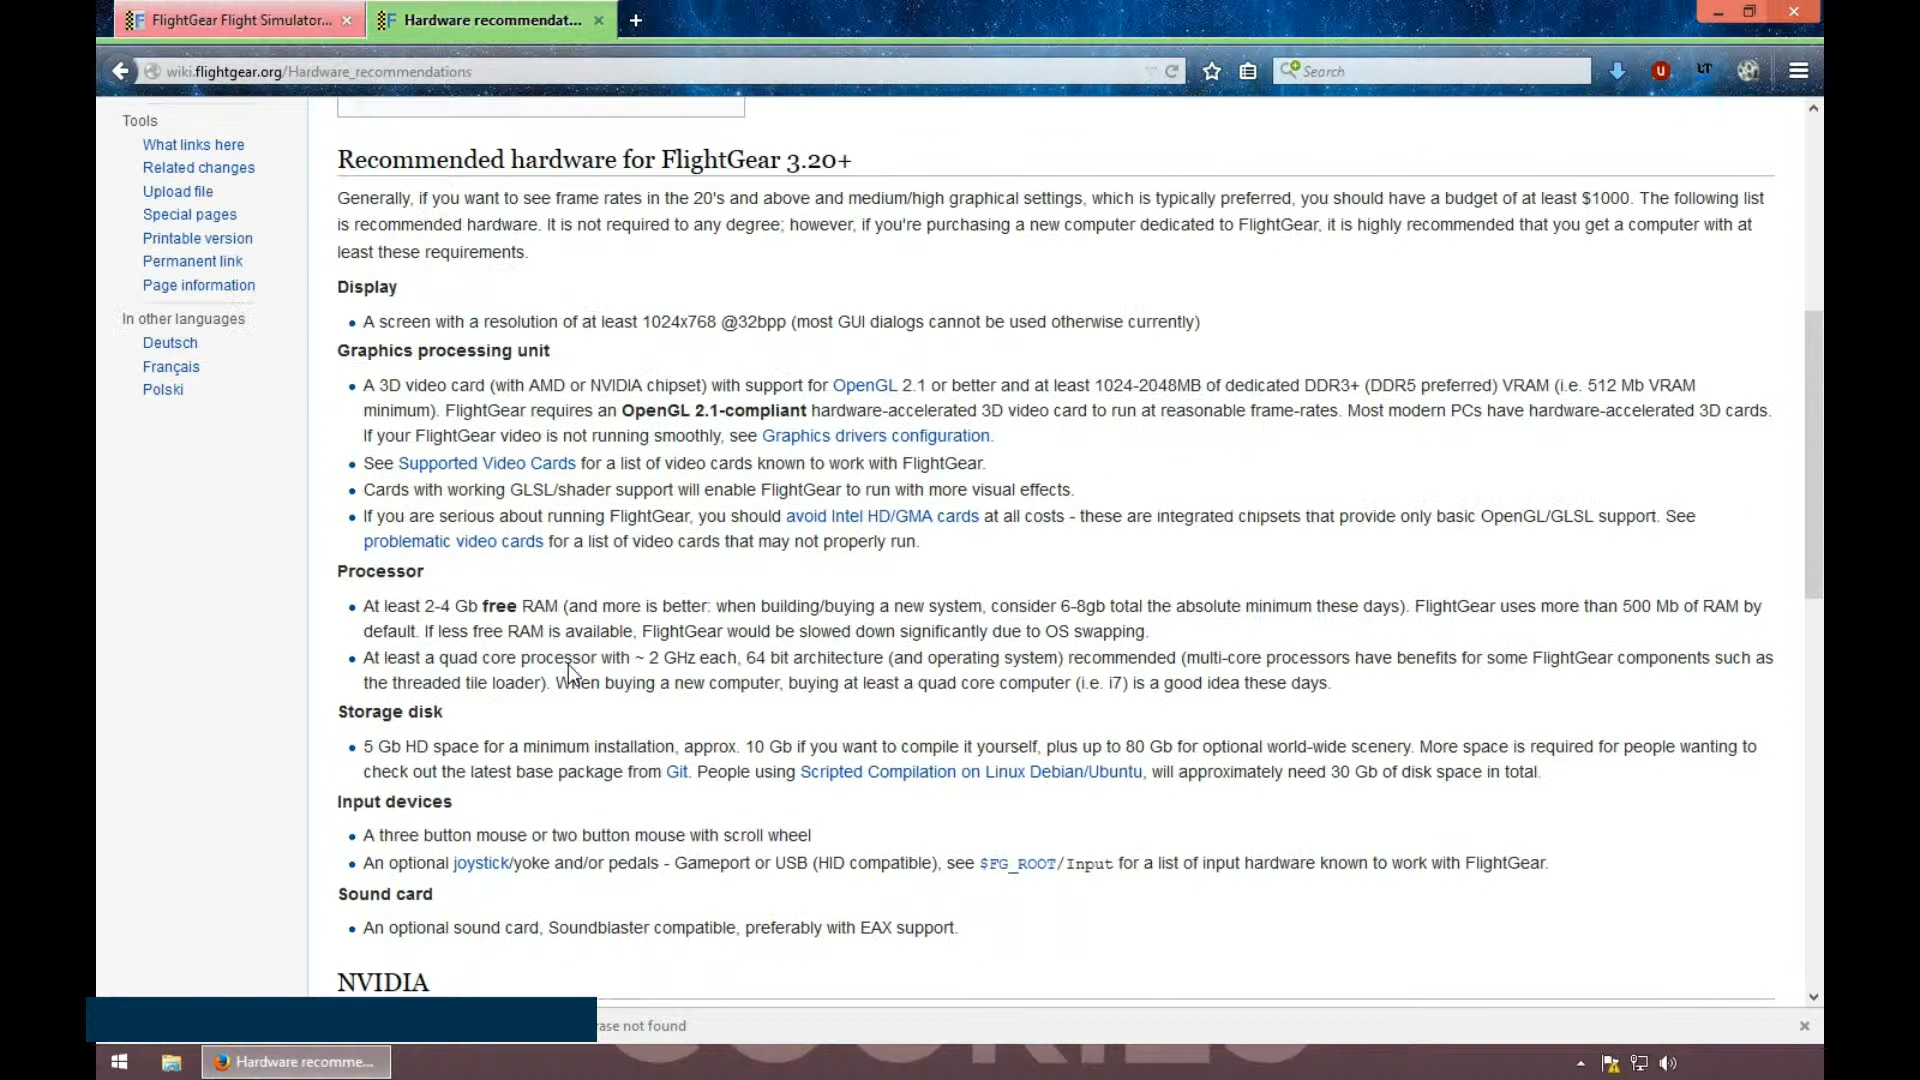 FlightGear Flight Simulator...
Hardware recommendat...
wiki.flightgear.org/Hardware_recommendations
Search
Tools
What links here
Related changes
Upload file
Special pages
Printable version
Permanent link
Page information
In other languages
Deutsch
Français
Polski
Recommended hardware for FlightGear 3.20+
Generally, if you want to see frame rates in the 20's and above and medium/high graphical settings, which is typically preferred, you should have a budget of at least $1000. The following list
is recommended hardware. It is not required to any degree; however, if you're purchasing a new computer dedicated to FlightGear, it is highly recommended that you get a computer with at
least these requirements.
Display
A screen with a resolution of at least 1024x768 @32bpp (most GUI dialogs cannot be used otherwise currently)
Graphics processing unit
A 3D video card (with AMD or NVIDIA chipset) with support for OpenGL 2.1 or better and at least 1024-2048MB of dedicated DDR3+ (DDR5 preferred) VRAM (i.e. 512 Mb VRAM
minimum). FlightGear requires an OpenGL 2.1-compliant hardware-accelerated 3D video card to run at reasonable frame-rates. Most modern PCs have hardware-accelerated 3D cards.
If your FlightGear video is not running smoothly, see Graphics drivers configuration.
See Supported Video Cards for a list of video cards known to work with FlightGear.
Cards with working GLSL/shader support will enable FlightGear to run with more visual effects.
If you are serious about running FlightGear, you should avoid Intel HD/GMA cards at all costs - these are integrated chipsets that provide only basic OpenGL/GLSL support. See
problematic video cards for a list of video cards that may not properly run.
Processor
At least 2-4 Gb free RAM (and more is better: when building/buying a new system, consider 6-8gb total the absolute minimum these days). FlightGear uses more than 500 Mb of RAM by
default. If less free RAM is available, FlightGear would be slowed down significantly due to OS swapping.
At least a quad core processor with ~ 2 GHz each, 64 bit architecture (and operating system) recommended (multi-core processors have benefits for some FlightGear components such as
the threaded tile loader). When buying a new computer, buying at least a quad core computer (i.e. i7) is a good idea these days.
Storage disk
5 Gb HD space for a minimum installation, approx. 10 Gb if you want to compile it yourself, plus up to 80 Gb for optional world-wide scenery. More space is required for people wanting to
check out the latest base package from Git. People using Scripted Compilation on Linux Debian/Ubuntu, will approximately need 30 Gb of disk space in total.
Input devices
A three button mouse or two button mouse with scroll wheel
An optional joystick/yoke and/or pedals - Gameport or USB (HID compatible), see $FG_ROOT/Input for a list of input hardware known to work with FlightGear.
Sound card
An optional sound card, Soundblaster compatible, preferably with EAX support.
NVIDIA
rase not found
Hardware recomme...